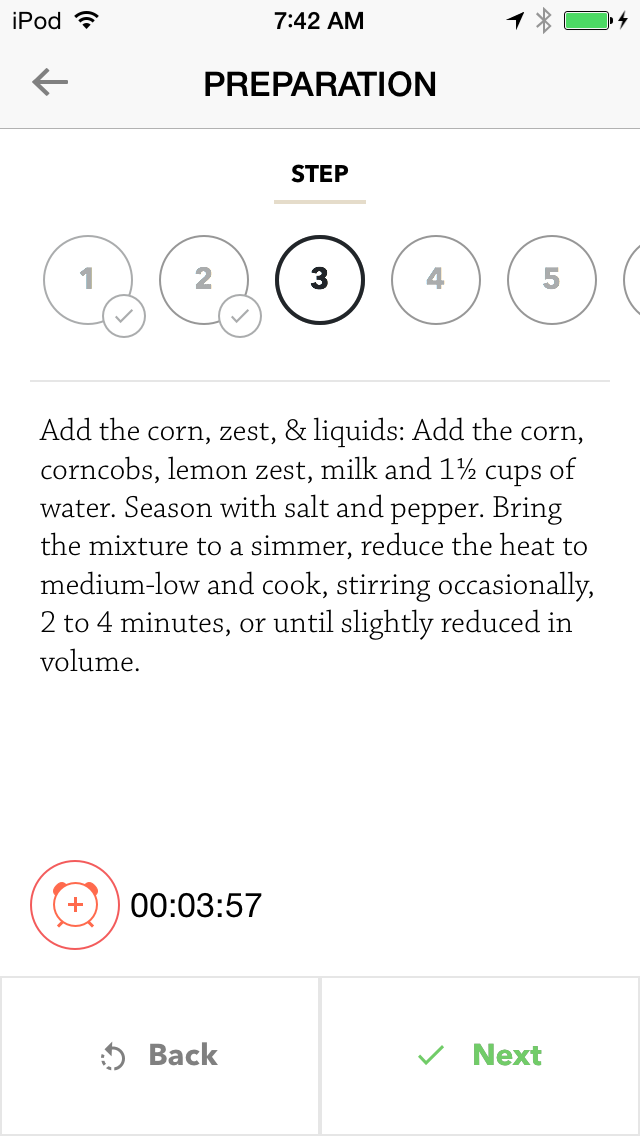 iPod 7:42 AM
PREPARATION
STEP
1 2 3 4 5
Add the corn, zest, & liquids: Add the corn,
corncobs, lemon zest, milk and 1½ cups of
water. Season with salt and pepper. Bring
the mixture to a simmer, reduce the heat to
medium-low and cook, stirring occasionally,
2 to 4 minutes, or until slightly reduced in
volume.
00:03:57
Back Next